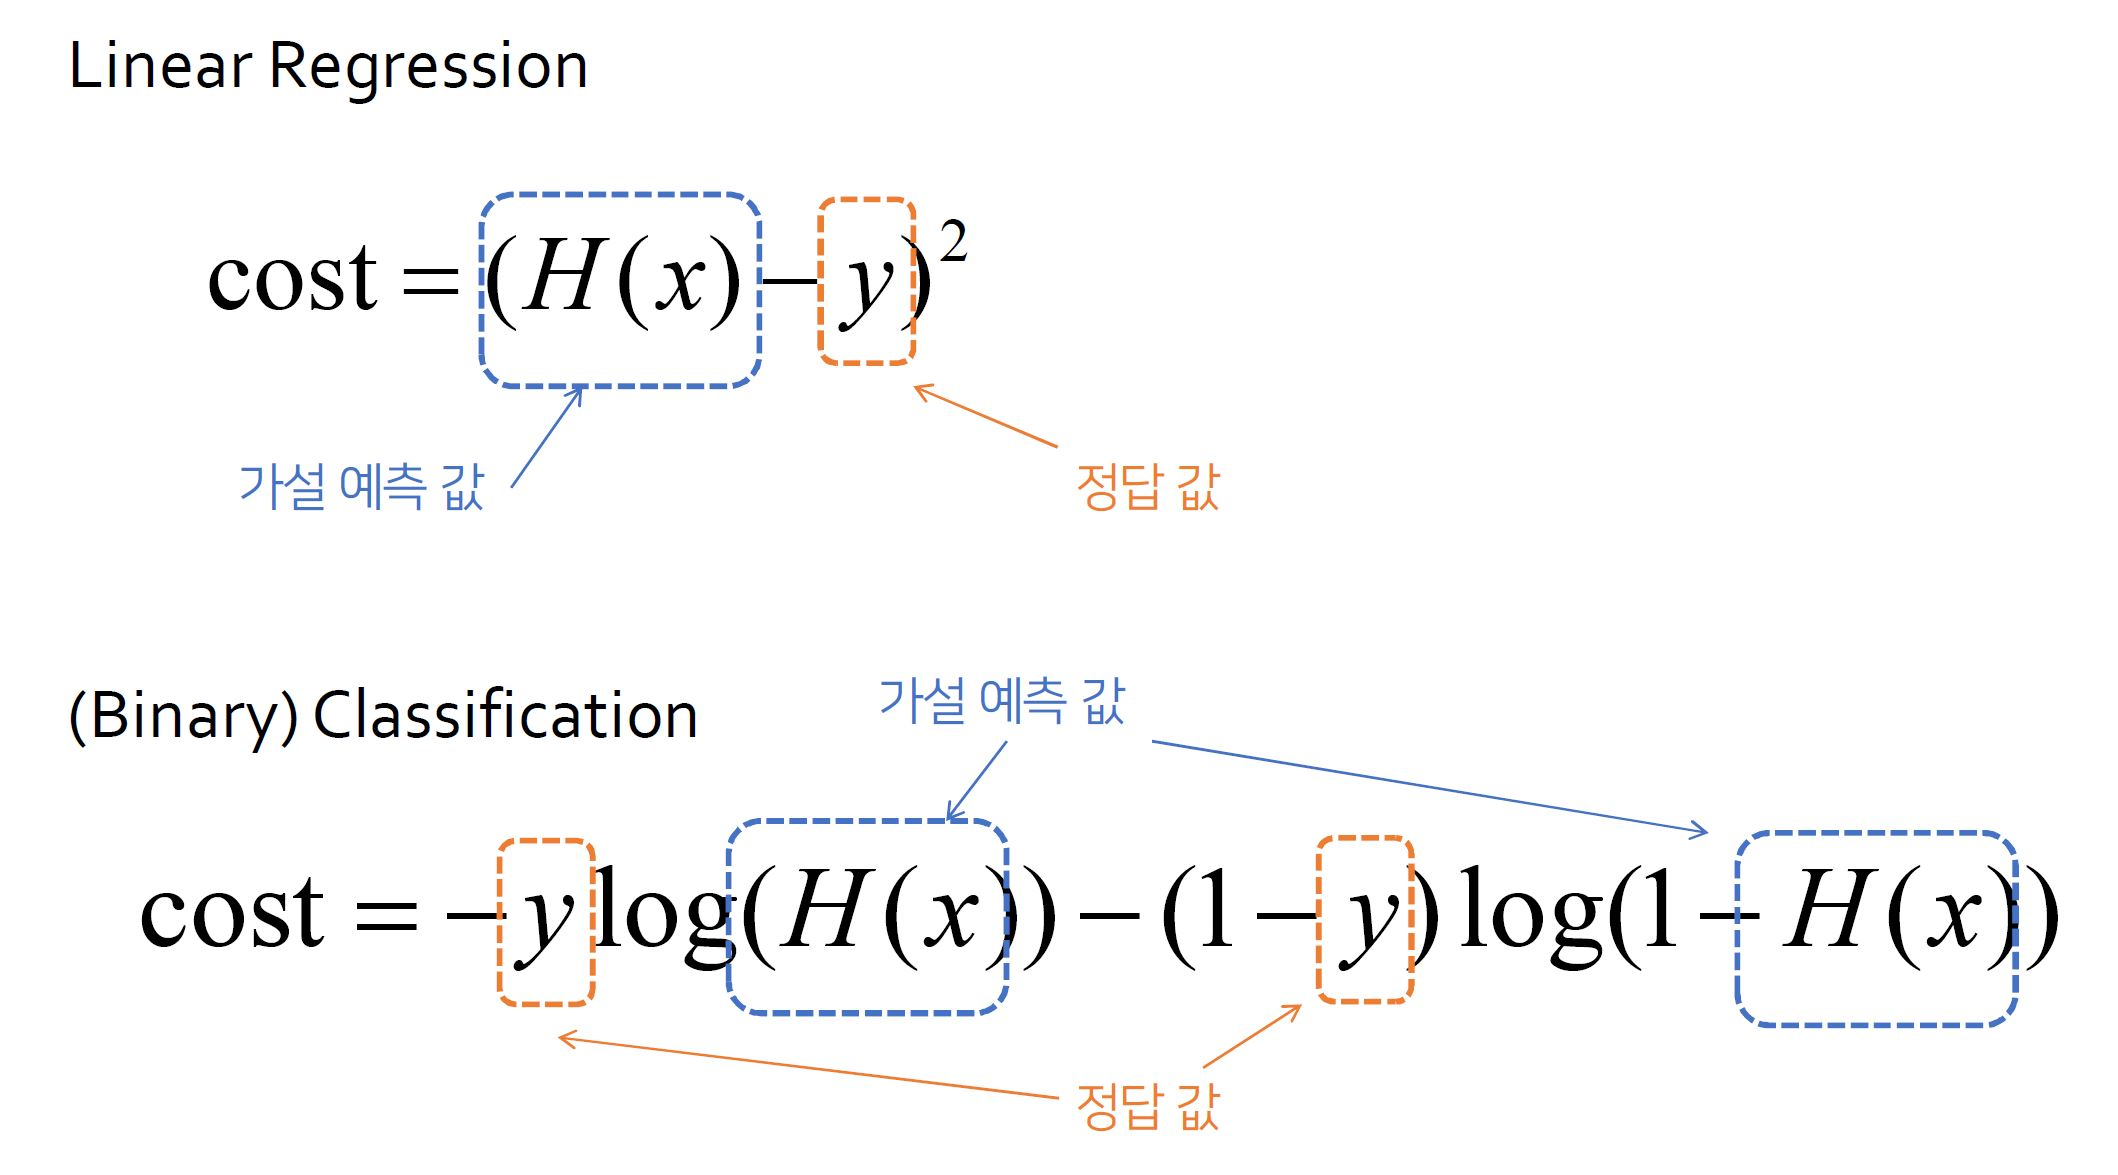 Linear Regression
cost = (H(x) − y)²
가설 예측 값
정답 값
(Binary) Classification
가설 예측 값
cost = −y log(H(x)) − (1 − y) log(1 − H(x))
정답 값